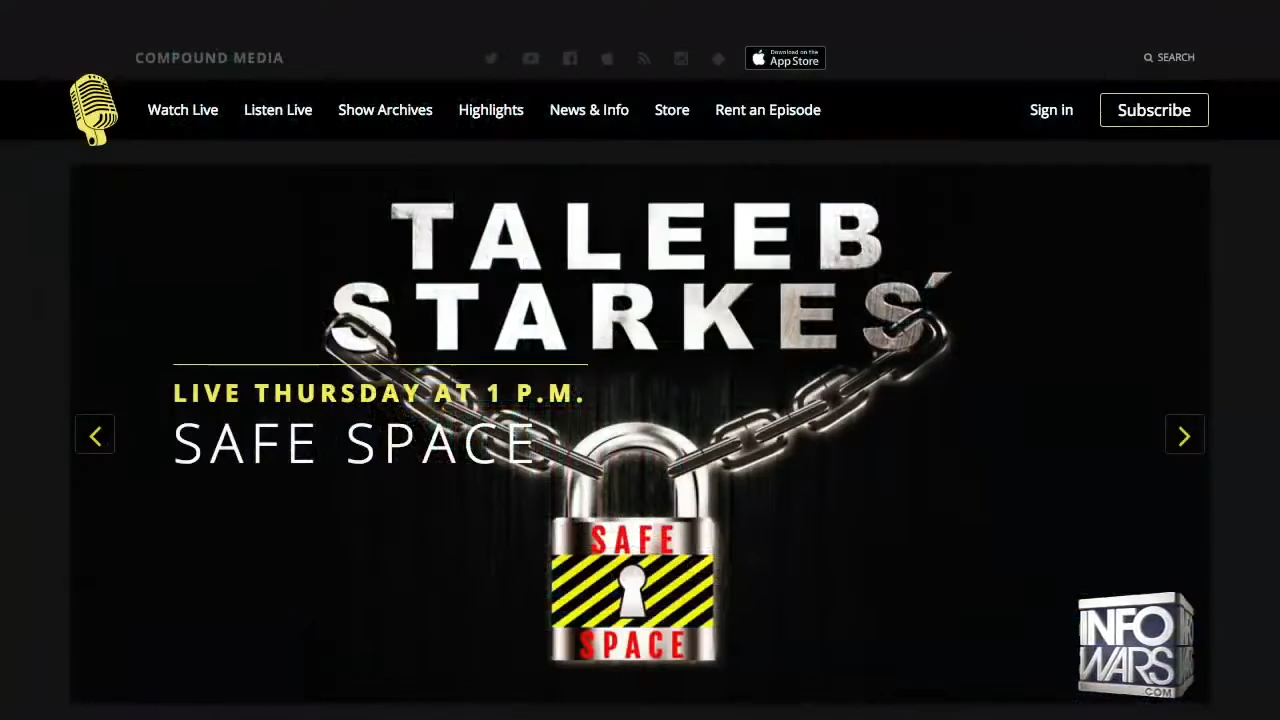 COMPOUND MEDIA
Download on the
App Store
SEARCH
Watch Live
Listen Live
Show Archives
Highlights
News & Info
Store
Rent an Episode
Sign in
Subscribe
TALEEB
STARKES'
LIVE THURSDAY AT 1 P.M.
SAFE SPACE
SAFE
SPACE
INFO
WARS
.COM